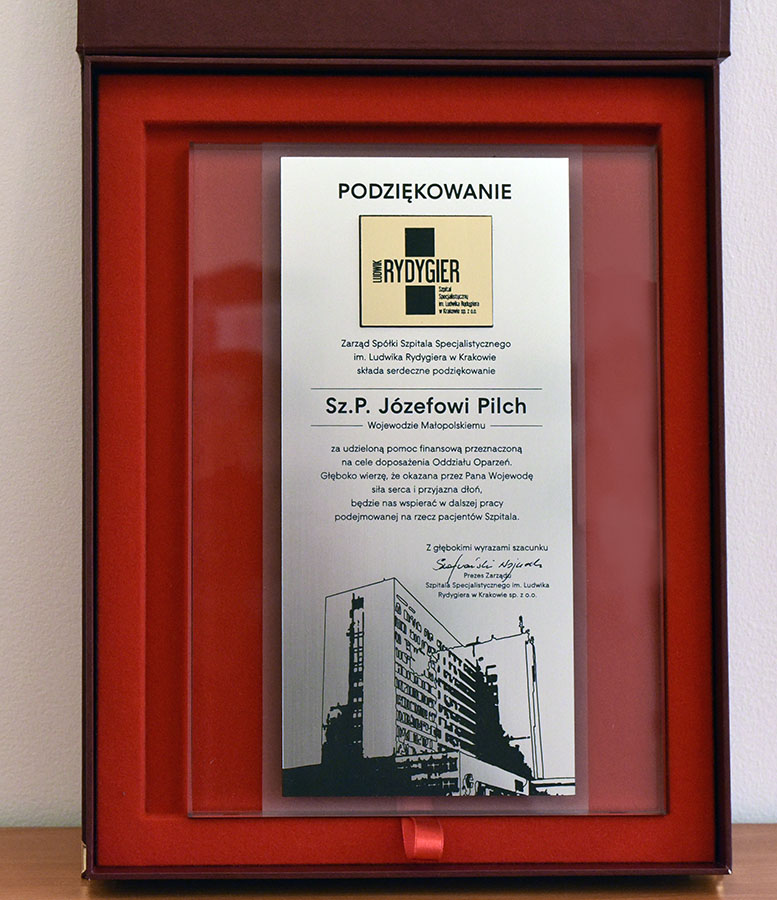 PODZIĘKOWANIE
LUDWIK
RYDYGIER
Szpital
Specjalistyczny
im. Ludwika Rydygiera
w Krakowie sp. z o.o.
Zarząd Spółki Szpitala Specjalistycznego
im. Ludwika Rydygiera w Krakowie
składa serdeczne podziękowanie
Sz.P. Józefowi Pilch
Wojewodzie Małopolskiemu
za udzieloną pomoc finansową przeznaczoną
na cele doposażenia Oddziału Oparzeń.
Głęboko wierzę, że okazana przez Pana Wojewodę
siła serca i przyjazna dłoń,
będzie nas wspierać w dalszej pracy
podejmowanej na rzecz pacjentów Szpitala.
Z głębokimi wyrazami szacunku
Prezes Zarządu
Szpitala Specjalistycznego im. Ludwika
Rydygiera w Krakowie sp. z o.o.